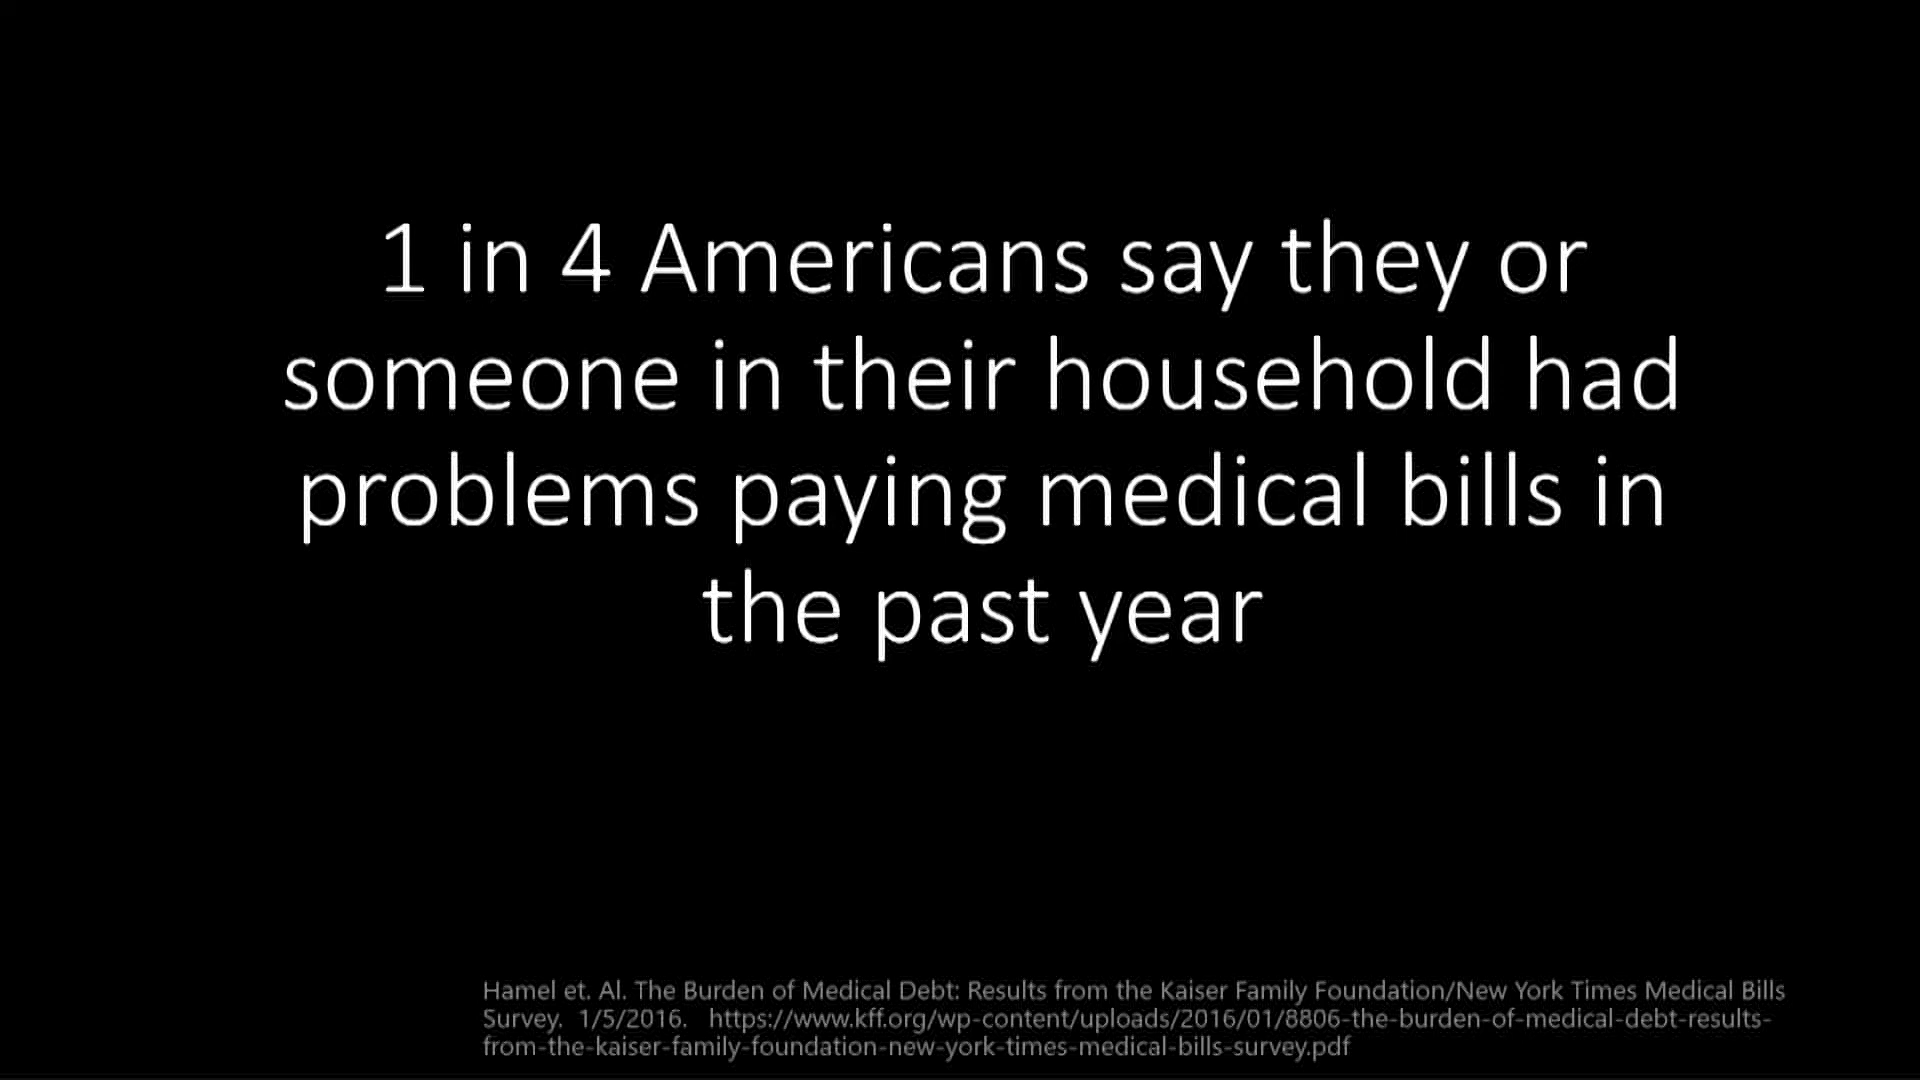 1 in 4 Americans say they or
someone in their household had
problems paying medical bills in
the past year
Hamel et. Al. The Burden of Medical Debt: Results from the Kaiser Family Foundation/New York Times Medical Bills
Survey.  1/5/2016.   https://www.kff.org/wp-content/uploads/2016/01/8806-the-burden-of-medical-debt-results-
from-the-kaiser-family-foundation-new-york-times-medical-bills-survey.pdf